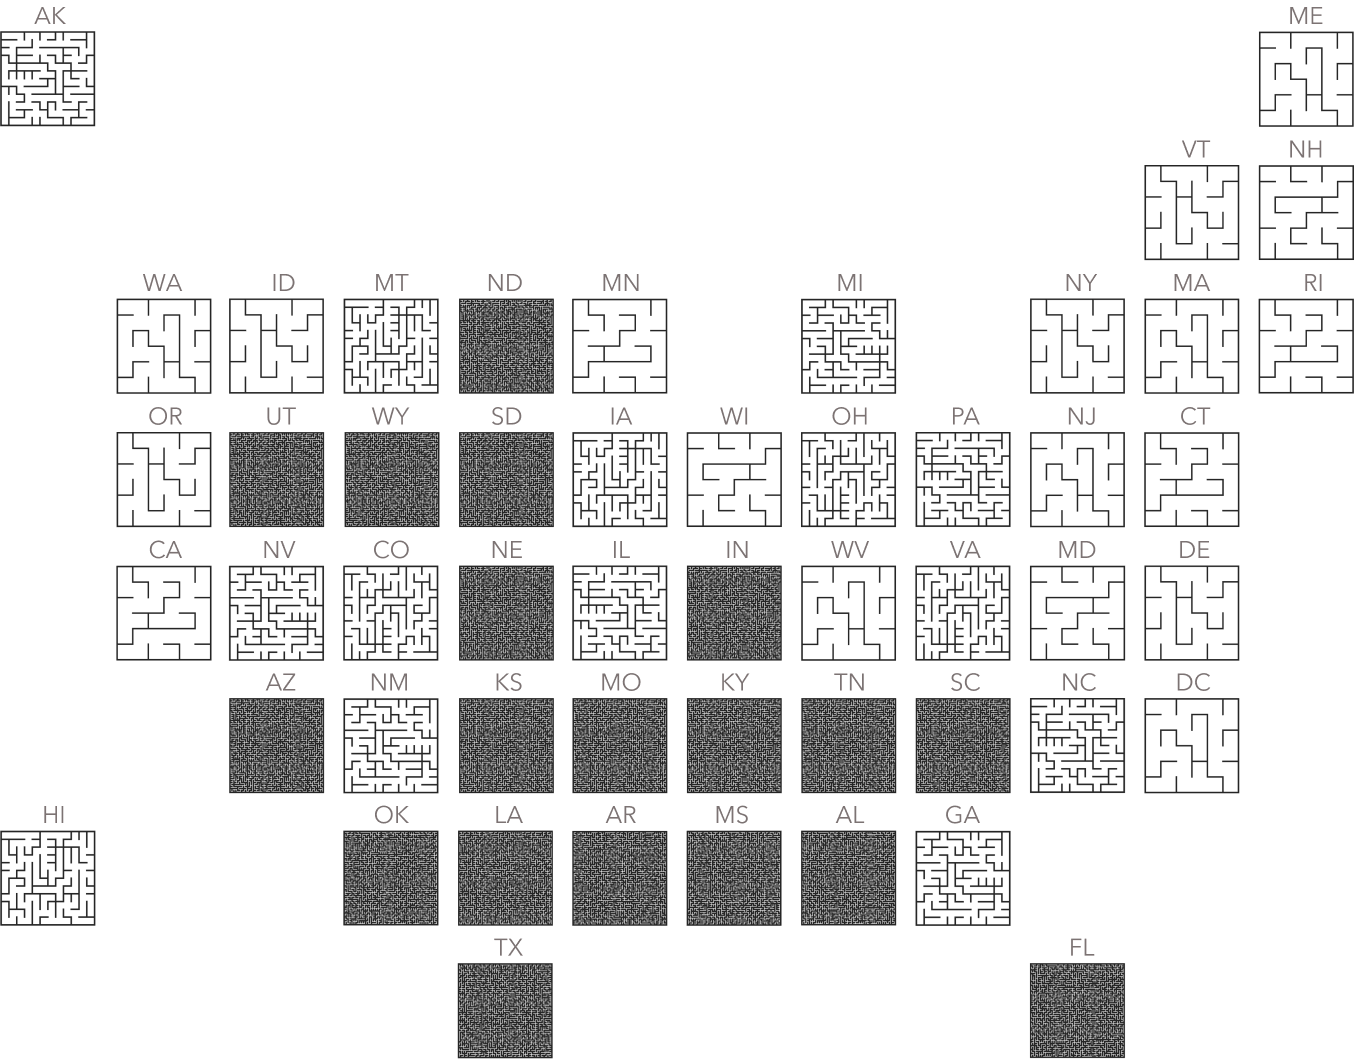 AK ME
VT NH
WA ID MT ND MN MI NY MA RI
OR UT WY SD IA WI OH PA NJ CT
CA NV CO NE IL IN WV VA MD DE
AZ NM KS MO KY TN SC NC DC
HI OK LA AR MS AL GA
TX FL